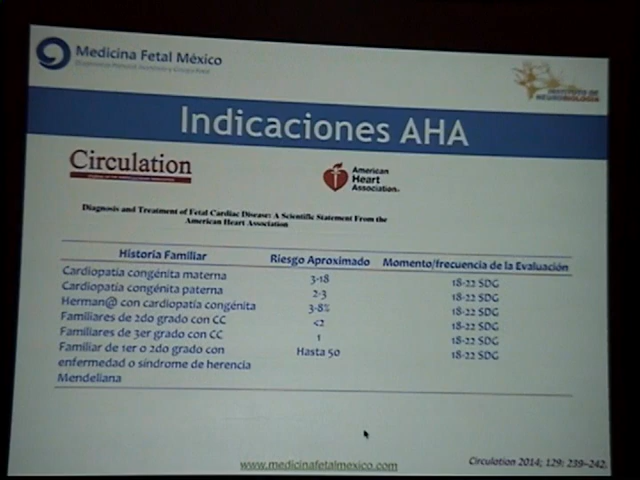 Medicina Fetal México
INSTITUTO DE
NEUROBIOLOGÍA
Indicaciones AHA
Circulation
American
Heart
Association®
Diagnosis and Treatment of Fetal Cardiac Disease: A Scientific Statement From the
American Heart Association
Historia Familiar Riesgo Aproximado Momento/frecuencia de la Evaluación
Cardiopatía congénita materna 3-18 18-22 SDG
Cardiopatía congénita paterna 2-3 18-22 SDG
Herman@ con cardiopatía congénita 3-8% 18-22 SDG
Familiares de 2do grado con CC <2 18-22 SDG
Familiares de 3er grado con CC 1 18-22 SDG
Familiar de 1er o 2do grado con Hasta 50 18-22 SDG
enfermedad o síndrome de herencia
Mendeliana
www.medicinafetalmexico.com
Circulation 2014; 129: 239-242.